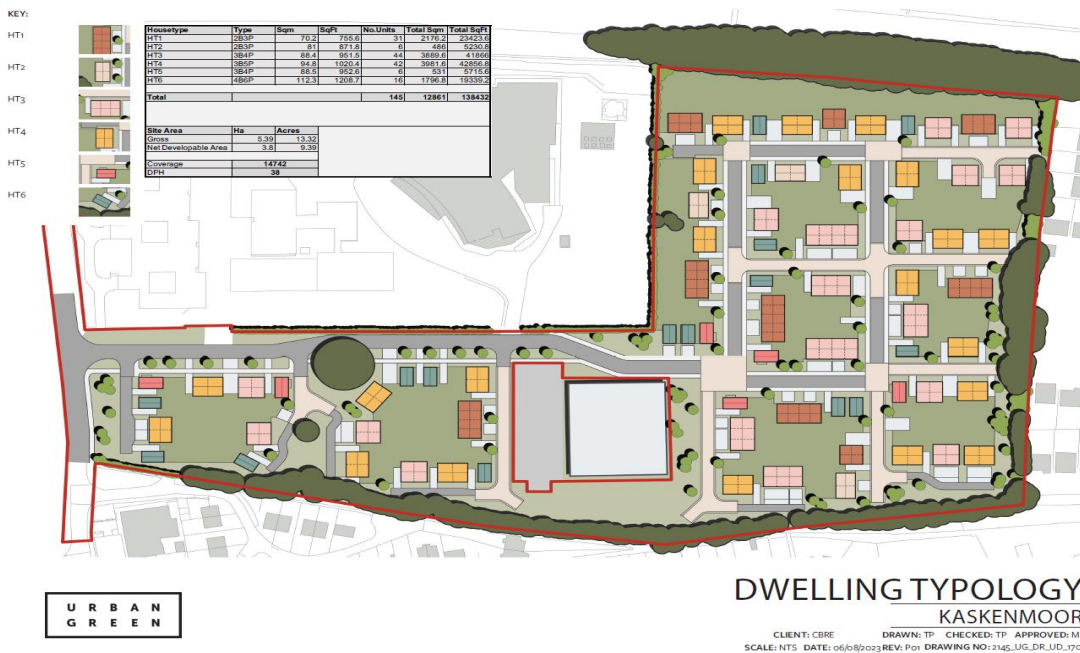 KEY:
HT1
HT2
HT3
HT4
HT5
HT6
Housetype Type Sqm SqFt No.Units Total Sqm Total SqFt
HT1 2B3P 70.2 755.6 31 2176.2 23423.6
HT2 2B3P 81 871.8 6 486 5230.8
HT3 3B4P 88.4 951.5 44 3889.6 41866
HT4 3B5P 94.8 1020.4 42 3981.6 42856.8
HT5 3B4P 88.5 952.6 6 531 5715.6
HT6 4B6P 112.3 1208.7 16 1796.8 19339.2
Total 145 12861 138432
Site Area Ha Acres
Gross 5.39 13.32
Net Developable Area 3.8 9.39
Coverage 14742
DPH 38
URBAN
GREEN
DWELLING TYPOLOGY
KASKENMOOR
CLIENT: CBRE DRAWN: TP CHECKED: TP APPROVED: M
SCALE: NTS DATE: 06/08/2023 REV: P01 DRAWING NO: 2145_UG_DR_UD_170